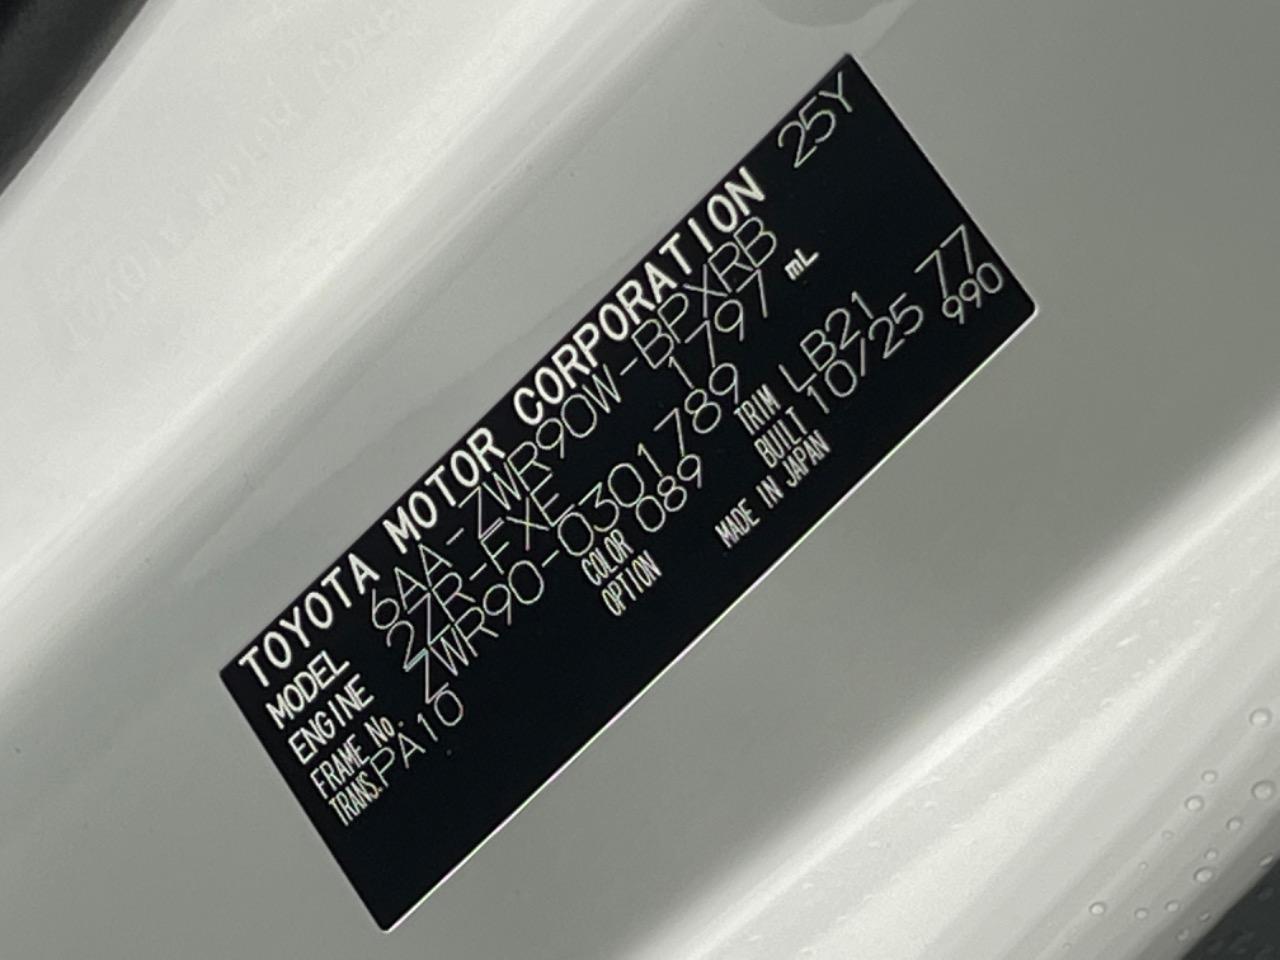 TOYOTA MOTOR CORPORATION 25Y
MODEL 6AA-ZWR90W-BPXRB
ENGINE 2ZR-FXE 1797 mL
FRAME No. ZWR90-0301789
TRANS. PA10 COLOR 089 TRIM LB21 77
OPTION BUILT 10/25 990
MADE IN JAPAN